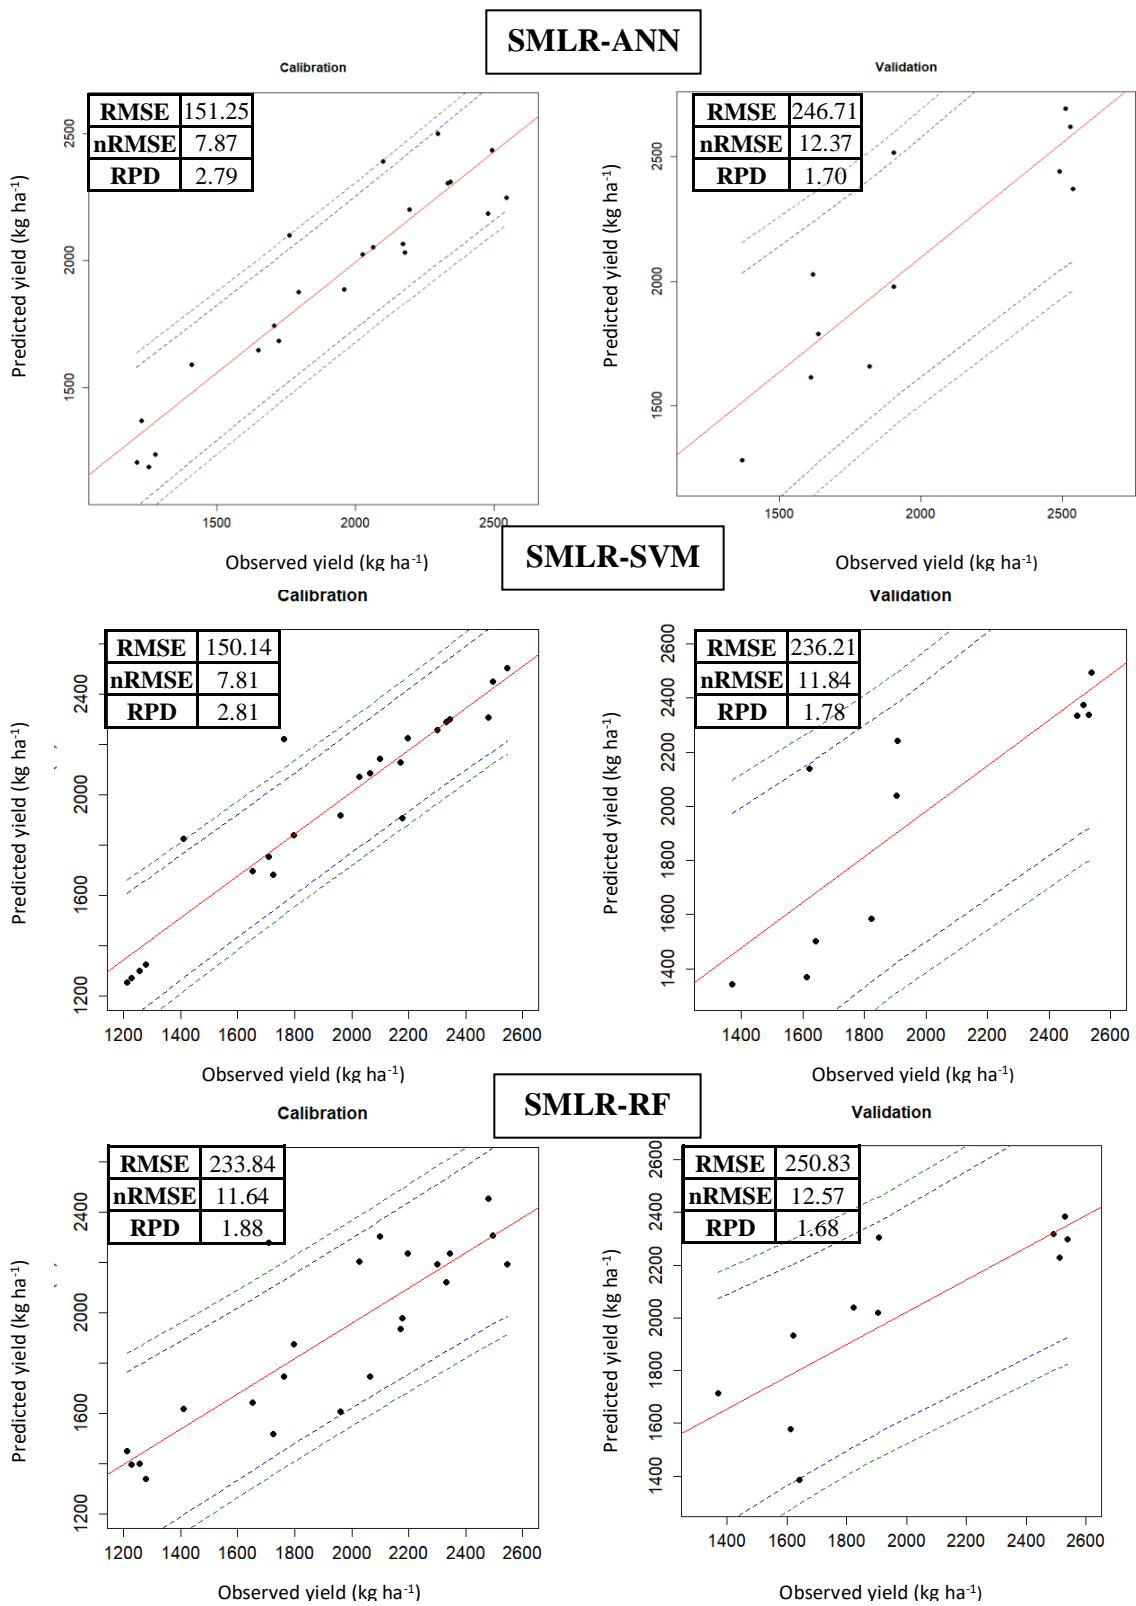 SMLR-ANN
Calibration
RMSE 151.25
nRMSE 7.87
RPD 2.79
Predicted yield (kg ha-1)
2500
2000
1500
1500 2000 2500
Observed yield (kg ha-1)
Validation
RMSE 246.71
nRMSE 12.37
RPD 1.70
Predicted yield (kg ha-1)
2500
2000
1500
1500 2000 2500
Observed yield (kg ha-1)
SMLR-SVM
Calibration
RMSE 150.14
nRMSE 7.81
RPD 2.81
Predicted yield (kg ha-1)
2400
2000
1600
1200
1200 1400 1600 1800 2000 2200 2400 2600
Observed yield (kg ha-1)
Validation
RMSE 236.21
nRMSE 11.84
RPD 1.78
Predicted yield (kg ha-1)
2600
2400
2200
2000
1800
1600
1400
1400 1600 1800 2000 2200 2400 2600
Observed yield (kg ha-1)
SMLR-RF
Calibration
RMSE 233.84
nRMSE 11.64
RPD 1.88
Predicted yield (kg ha-1)
2400
2000
1600
1200
1200 1400 1600 1800 2000 2200 2400 2600
Observed yield (kg ha-1)
Validation
RMSE 250.83
nRMSE 12.57
RPD 1.68
Predicted yield (kg ha-1)
2600
2400
2200
2000
1800
1600
1400
1400 1600 1800 2000 2200 2400 2600
Observed yield (kg ha-1)